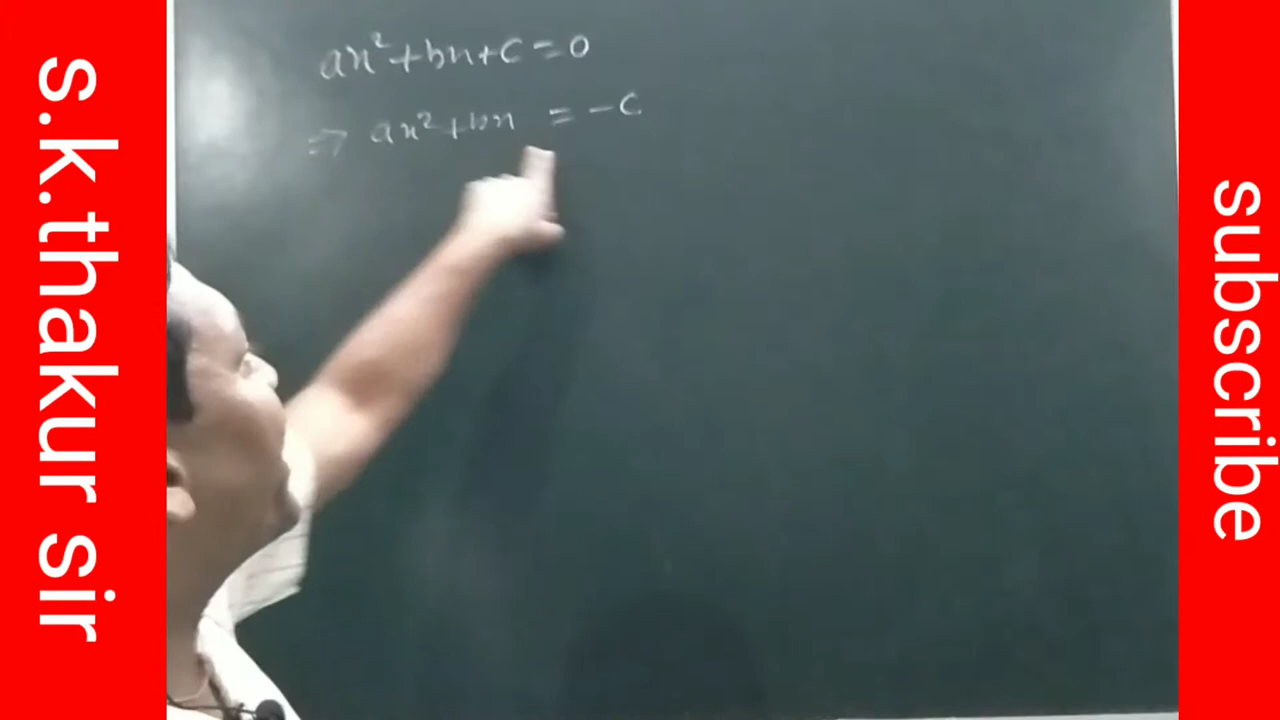 s.k.thakur sir
ax²+bx+c=0
⇒ ax²+bx = -c
subscribe